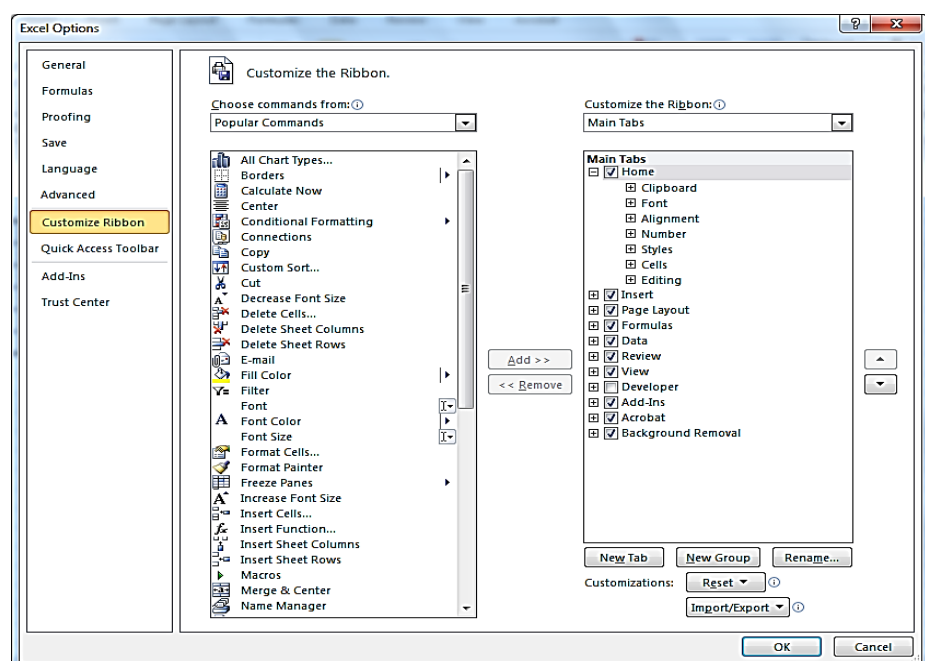 Excel Options
General
Formulas
Proofing
Save
Language
Advanced
Customize Ribbon
Quick Access Toolbar
Add-Ins
Trust Center
Customize the Ribbon.
Choose commands from:
Popular Commands
All Chart Types...
Borders
Calculate Now
Center
Conditional Formatting
Connections
Copy
Custom Sort...
Cut
Decrease Font Size
Delete Cells...
Delete Sheet Columns
Delete Sheet Rows
E-mail
Fill Color
Filter
Font
Font Color
Font Size
Format Cells...
Format Painter
Freeze Panes
Increase Font Size
Insert Cells...
Insert Function...
Insert Sheet Columns
Insert Sheet Rows
Macros
Merge & Center
Name Manager
Add >>
<< Remove
Customize the Ribbon:
Main Tabs
Main Tabs
Home
Clipboard
Font
Alignment
Number
Styles
Cells
Editing
Insert
Page Layout
Formulas
Data
Review
View
Developer
Add-Ins
Acrobat
Background Removal
New Tab
New Group
Rename...
Customizations:
Reset
Import/Export
OK
Cancel